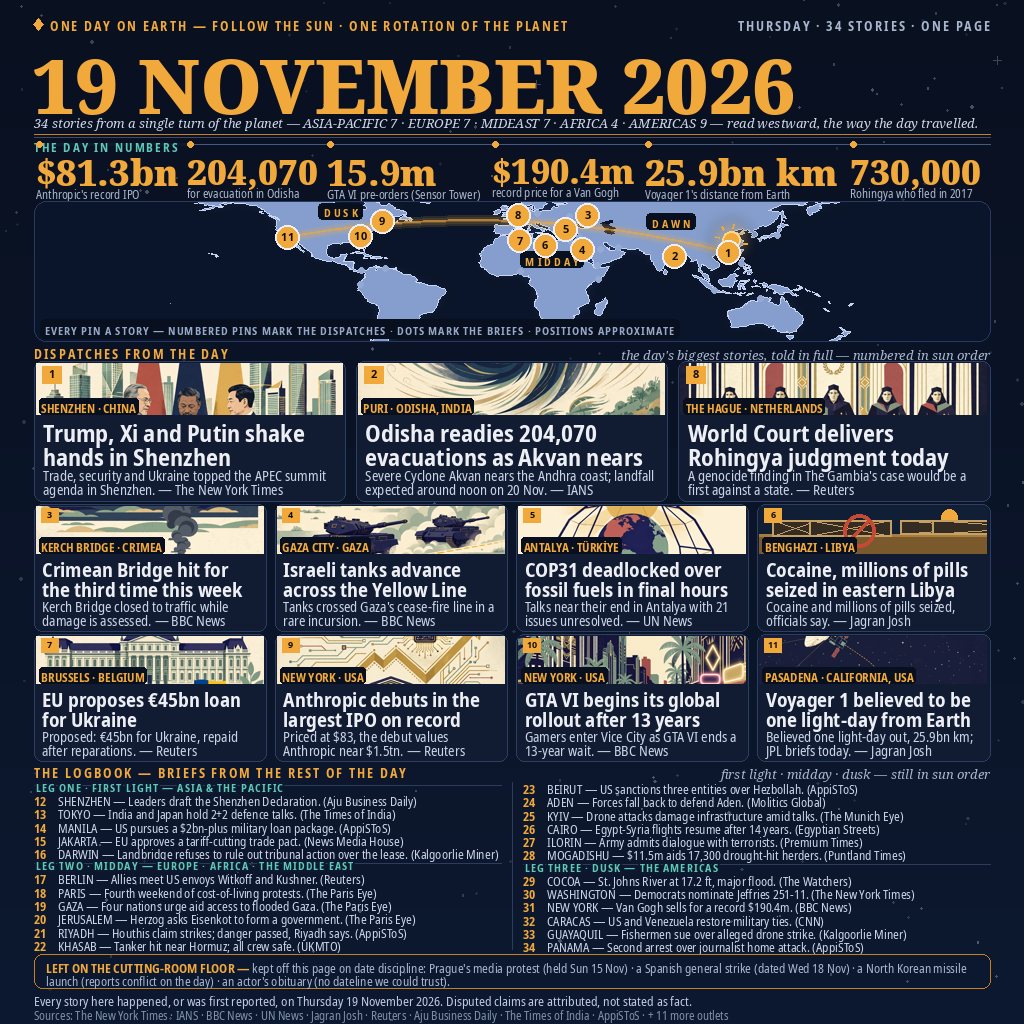 ONE DAY ON EARTH — FOLLOW THE SUN · ONE ROTATION OF THE PLANET
THURSDAY · 34 STORIES · ONE PAGE
19 NOVEMBER 2026
34 stories from a single turn of the planet — ASIA-PACIFIC 7 · EUROPE 7 · MIDEAST 7 · AFRICA 4 · AMERICAS 9 — read westward, the way the day travelled.
THE DAY IN NUMBERS
$81.3bn
Anthropic's record IPO
204,070
for evacuation in Odisha
15.9m
GTA VI pre-orders (Sensor Tower)
$190.4m
record price for a Van Gogh
25.9bn km
Voyager 1's distance from Earth
730,000
Rohingya who fled in 2017
DUSK
DAWN
MIDDAY
11
10
9
8
7
6
5
3
4
2
1
EVERY PIN A STORY — NUMBERED PINS MARK THE DISPATCHES · DOTS MARK THE BRIEFS · POSITIONS APPROXIMATE
DISPATCHES FROM THE DAY
the day's biggest stories, told in full — numbered in sun order
1
SHENZHEN · CHINA
Trump, Xi and Putin shake
hands in Shenzhen
Trade, security and Ukraine topped the APEC summit
agenda in Shenzhen. — The New York Times
2
PURI · ODISHA, INDIA
Odisha readies 204,070
evacuations as Akvan nears
Severe Cyclone Akvan nears the Andhra coast; landfall
expected around noon on 20 Nov. — IANS
8
THE HAGUE · NETHERLANDS
World Court delivers
Rohingya judgment today
A genocide finding in The Gambia's case would be a
first against a state. — Reuters
3
KERCH BRIDGE · CRIMEA
Crimean Bridge hit for
the third time this week
Kerch Bridge closed to traffic while
damage is assessed. — BBC News
4
GAZA CITY · GAZA
Israeli tanks advance
across the Yellow Line
Tanks crossed Gaza's cease-fire line in a
rare incursion. — BBC News
5
ANTALYA · TÜRKİYE
COP31 deadlocked over
fossil fuels in final hours
Talks near their end in Antalya with 21
issues unresolved. — UN News
6
BENGHAZI · LIBYA
Cocaine, millions of pills
seized in eastern Libya
Cocaine and millions of pills seized,
officials say. — Jagran Josh
7
BRUSSELS · BELGIUM
EU proposes €45bn loan
for Ukraine
Proposed: €45bn for Ukraine, repaid
after reparations. — Reuters
9
NEW YORK · USA
Anthropic debuts in the
largest IPO on record
Priced at $83, the debut values
Anthropic near $1.5tn. — Reuters
10
NEW YORK · USA
GTA VI begins its global
rollout after 13 years
Gamers enter Vice City as GTA VI ends a
13-year wait. — BBC News
11
PASADENA · CALIFORNIA, USA
Voyager 1 believed to be
one light-day from Earth
Believed one light-day out, 25.9bn km;
JPL briefs today. — Jagran Josh
THE LOGBOOK — BRIEFS FROM THE REST OF THE DAY
first light · midday · dusk — still in sun order
LEG ONE · FIRST LIGHT — ASIA & THE PACIFIC
12 SHENZHEN — Leaders draft the Shenzhen Declaration. (Aju Business Daily)
13 TOKYO — India and Japan hold 2+2 defence talks. (The Times of India)
14 MANILA — US pursues a $2bn-plus military loan package. (AppiSToS)
15 JAKARTA — EU approves a tariff-cutting trade pact. (News Media House)
16 DARWIN — Landbridge refuses to rule out tribunal action over the lease. (Kalgoorlie Miner)
LEG TWO · MIDDAY — EUROPE · AFRICA · THE MIDDLE EAST
17 BERLIN — Allies meet US envoys Witkoff and Kushner. (Reuters)
18 PARIS — Fourth weekend of cost-of-living protests. (The Paris Eye)
19 GAZA — Four nations urge aid access to flooded Gaza. (The Paris Eye)
20 JERUSALEM — Herzog asks Eisenkot to form a government. (The Paris Eye)
21 RIYADH — Houthis claim strikes; danger passed, Riyadh says. (AppiSToS)
22 KHASAB — Tanker hit near Hormuz; all crew safe. (UKMTO)
23 BEIRUT — US sanctions three entities over Hezbollah. (AppiSToS)
24 ADEN — Forces fall back to defend Aden. (Molitics Global)
25 KYIV — Drone attacks damage infrastructure amid talks. (The Munich Eye)
26 CAIRO — Egypt-Syria flights resume after 14 years. (Egyptian Streets)
27 ILORIN — Army admits dialogue with terrorists. (Premium Times)
28 MOGADISHU — $11.5m aids 17,300 drought-hit herders. (Puntland Times)
LEG THREE · DUSK — THE AMERICAS
29 COCOA — St. Johns River at 17.2 ft, major flood. (The Watchers)
30 WASHINGTON — Democrats nominate Jeffries 251-11. (The New York Times)
31 NEW YORK — Van Gogh sells for a record $190.4m. (BBC News)
32 CARACAS — US and Venezuela restore military ties. (CNN)
33 GUAYAQUIL — Fishermen sue over alleged drone strike. (Kalgoorlie Miner)
34 PANAMA — Second arrest over journalist home attack. (AppiSToS)
LEFT ON THE CUTTING-ROOM FLOOR — kept off this page on date discipline: Prague's media protest (held Sun 15 Nov) · a Spanish general strike (dated Wed 18 Nov) · a North Korean missile
launch (reports conflict on the day) · an actor's obituary (no dateline we could trust).
Every story here happened, or was first reported, on Thursday 19 November 2026. Disputed claims are attributed, not stated as fact.
Sources: The New York Times · IANS · BBC News · UN News · Jagran Josh · Reuters · Aju Business Daily · The Times of India · AppiSToS · + 11 more outlets